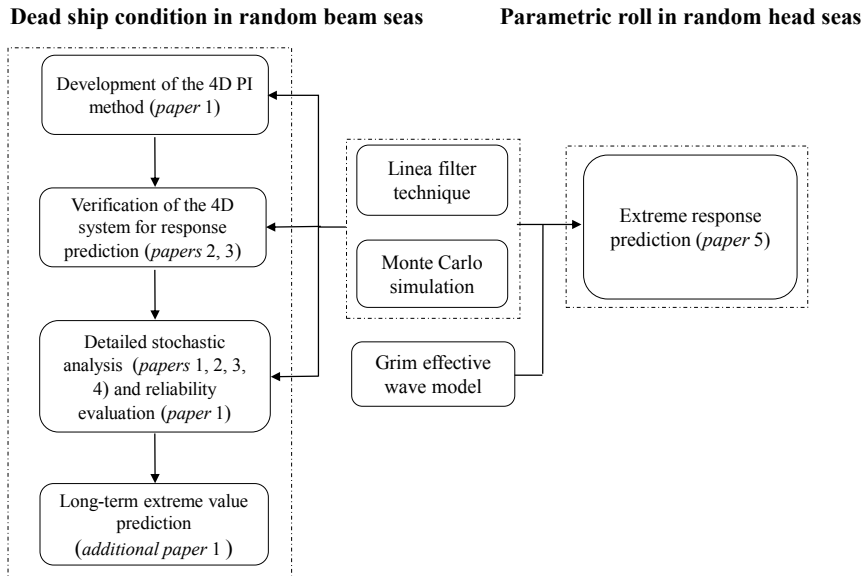 Dead ship condition in random beam seas
Parametric roll in random head seas
Development of the 4D PI
method (paper 1)
Verification of the 4D
system for response
prediction (papers 2, 3)
Detailed stochastic
analysis (papers 1, 2, 3,
4) and reliability
evaluation (paper 1)
Long-term extreme value
prediction
(additional paper 1 )
Linea filter
technique
Monte Carlo
simulation
Grim effective
wave model
Extreme response
prediction (paper 5)